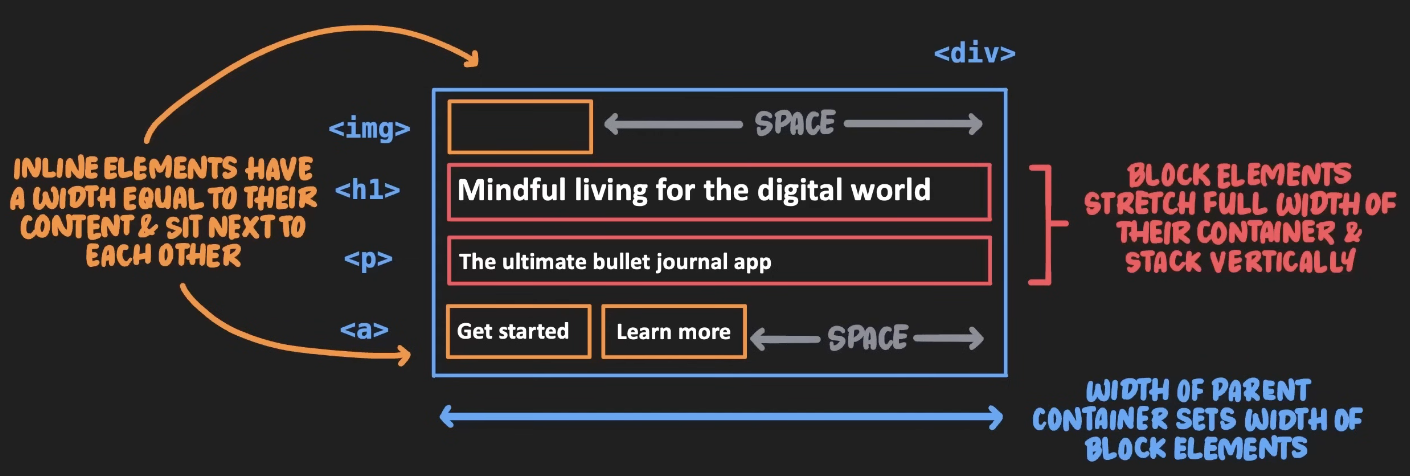 <div>
<img>
SPACE
INLINE ELEMENTS HAVE
A WIDTH EQUAL TO THEIR
CONTENT & SIT NEXT TO
EACH OTHER
<h1>
Mindful living for the digital world
<p>
The ultimate bullet journal app
BLOCK ELEMENTS
STRETCH FULL WIDTH OF
THEIR CONTAINER &
STACK VERTICALLY
<a>
Get started
Learn more
SPACE
WIDTH OF PARENT
CONTAINER SETS WIDTH OF
BLOCK ELEMENTS